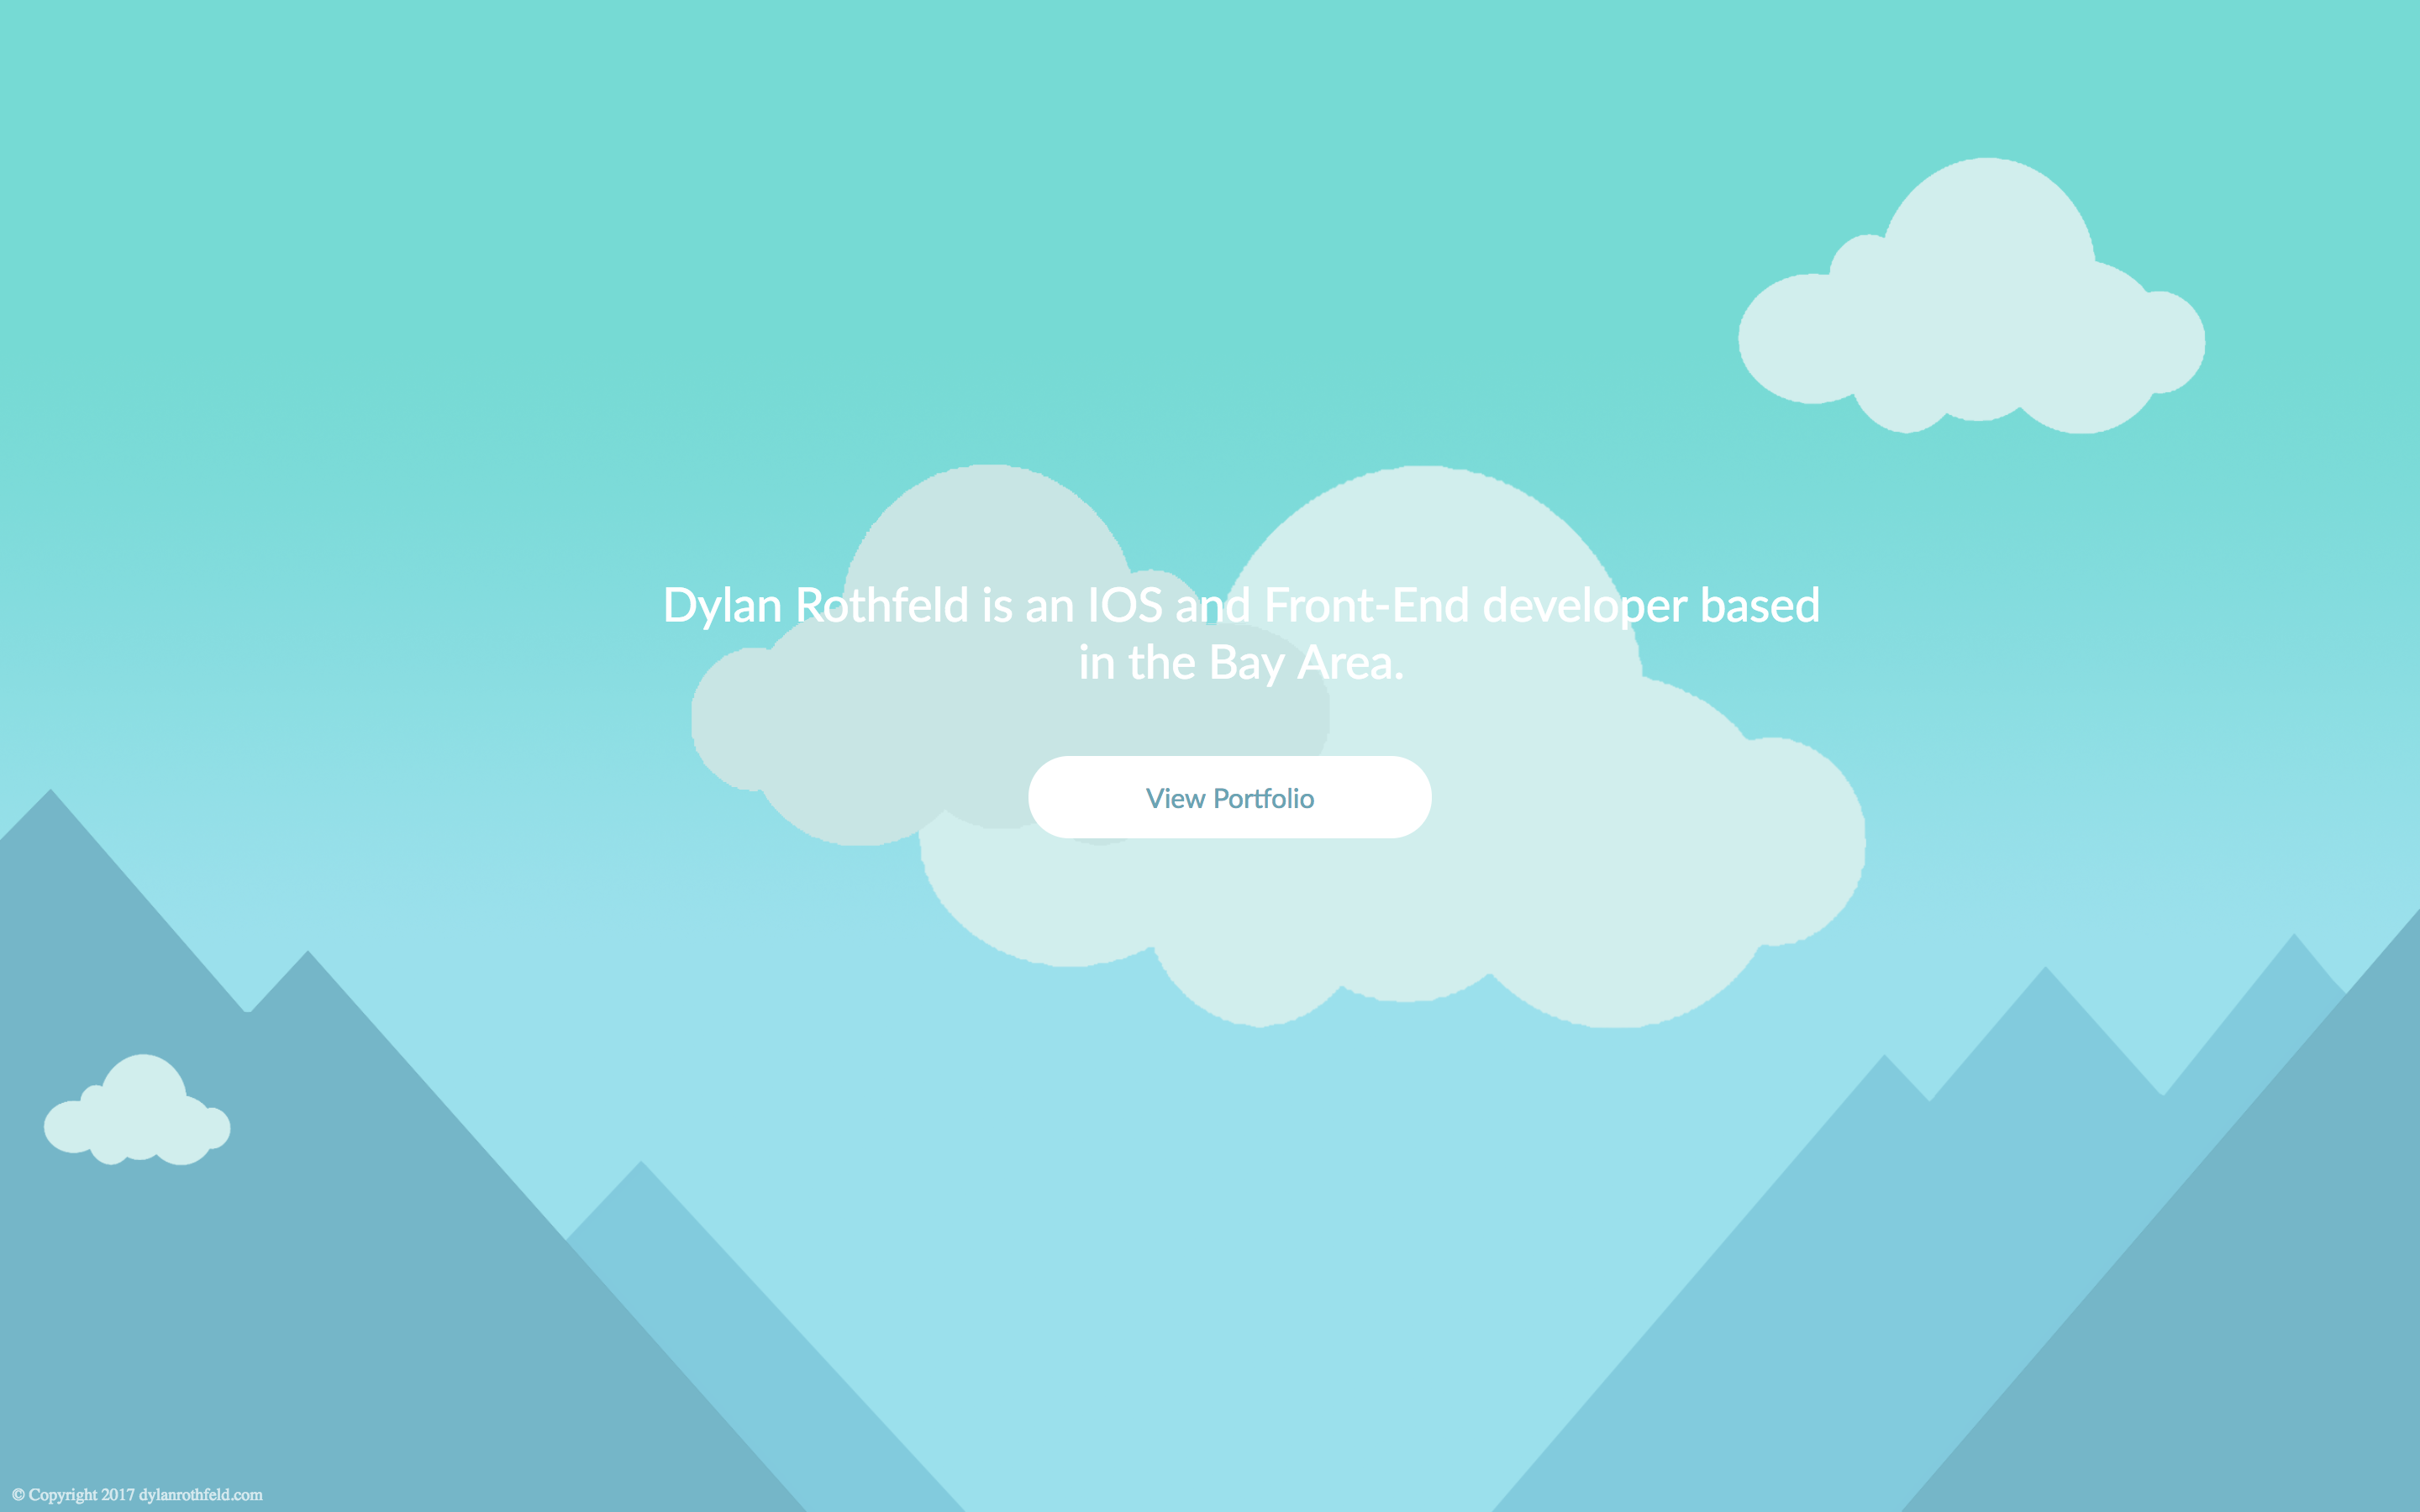 Dylan Rothfeld is an IOS and Front-End developer based
in the Bay Area.
View Portfolio
© Copyright 2017 dylanrothfeld.com